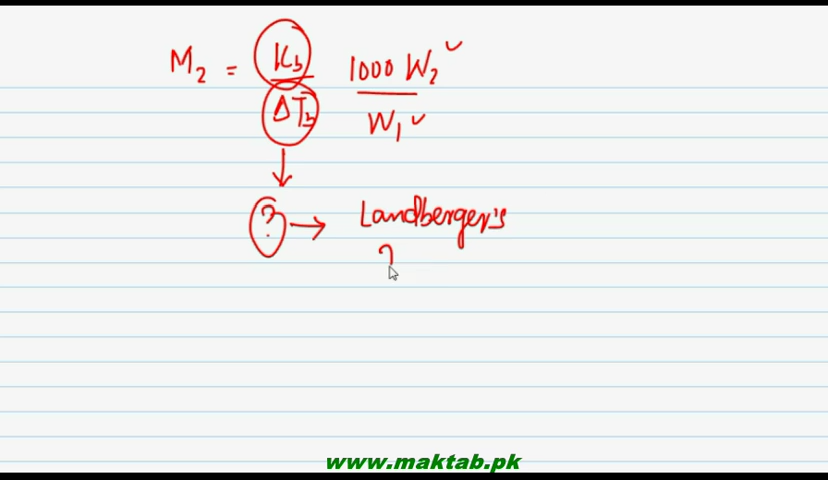 M₂ = Kb/ΔTb 1000 W₂/W₁
? → Landberger's
?
www.maktab.pk